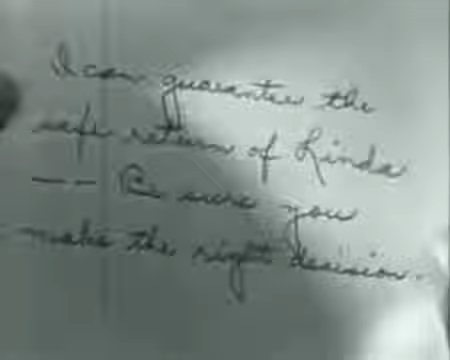 I can guarantee the
safe return of Linda
-- Be sure you
make the right decision.